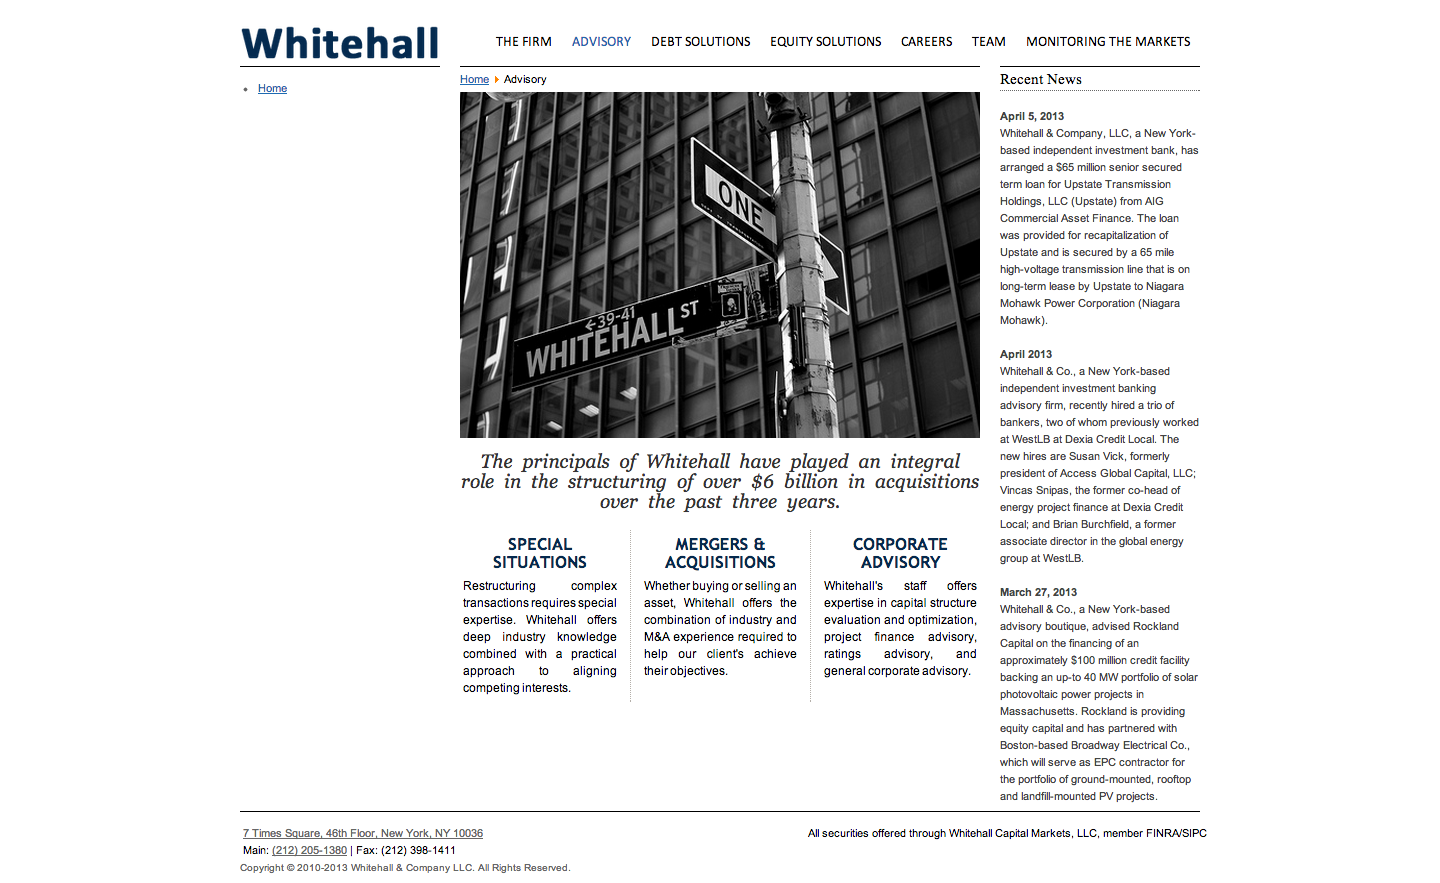 Whitehall
THE FIRM ADVISORY DEBT SOLUTIONS EQUITY SOLUTIONS CAREERS TEAM MONITORING THE MARKETS
Home
Home Advisory
ONE
39-41
WHITEHALL ST
The principals of Whitehall have played an integral
role in the structuring of over $6 billion in acquisitions
over the past three years.
SPECIAL
SITUATIONS
Restructuring complex
transactions requires special
expertise. Whitehall offers
deep industry knowledge
combined with a practical
approach to aligning
competing interests.
MERGERS &
ACQUISITIONS
Whether buying or selling an
asset, Whitehall offers the
combination of industry and
M&A experience required to
help our client's achieve
their objectives.
CORPORATE
ADVISORY
Whitehall's staff offers
expertise in capital structure
evaluation and optimization,
project finance advisory,
ratings advisory, and
general corporate advisory.
Recent News
April 5, 2013
Whitehall & Company, LLC, a New York-
based independent investment bank, has
arranged a $65 million senior secured
term loan for Upstate Transmission
Holdings, LLC (Upstate) from AIG
Commercial Asset Finance. The loan
was provided for recapitalization of
Upstate and is secured by a 65 mile
high-voltage transmission line that is on
long-term lease by Upstate to Niagara
Mohawk Power Corporation (Niagara
Mohawk).
April 2013
Whitehall & Co., a New York-based
independent investment banking
advisory firm, recently hired a trio of
bankers, two of whom previously worked
at WestLB at Dexia Credit Local. The
new hires are Susan Vick, formerly
president of Access Global Capital, LLC;
Vincas Snipas, the former co-head of
energy project finance at Dexia Credit
Local; and Brian Burchfield, a former
associate director in the global energy
group at WestLB.
March 27, 2013
Whitehall & Co., a New York-based
advisory boutique, advised Rockland
Capital on the financing of an
approximately $100 million credit facility
backing an up-to 40 MW portfolio of solar
photovoltaic power projects in
Massachusetts. Rockland is providing
equity capital and has partnered with
Boston-based Broadway Electrical Co.,
which will serve as EPC contractor for
the portfolio of ground-mounted, rooftop
and landfill-mounted PV projects.
7 Times Square, 46th Floor, New York, NY 10036
Main: (212) 205-1380 | Fax: (212) 398-1411
Copyright © 2010-2013 Whitehall & Company LLC. All Rights Reserved.
All securities offered through Whitehall Capital Markets, LLC, member FINRA/SIPC